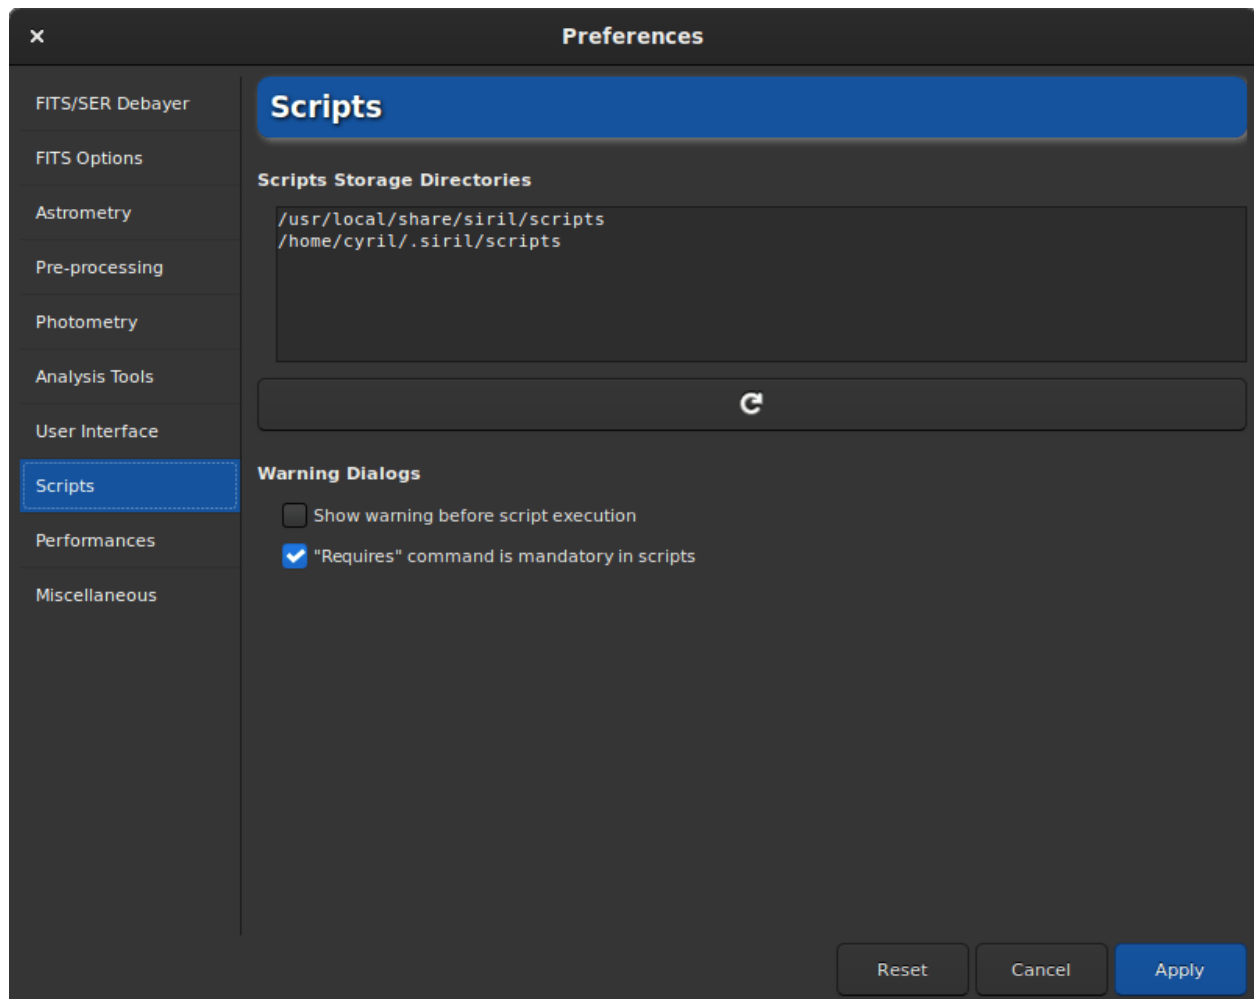 Preferences
FITS/SER Debayer
FITS Options
Astrometry
Pre-processing
Photometry
Analysis Tools
User Interface
Scripts
Performances
Miscellaneous
Scripts
Scripts Storage Directories
/usr/local/share/siril/scripts
/home/cyril/.siril/scripts
Warning Dialogs
Show warning before script execution
"Requires" command is mandatory in scripts
Reset
Cancel
Apply